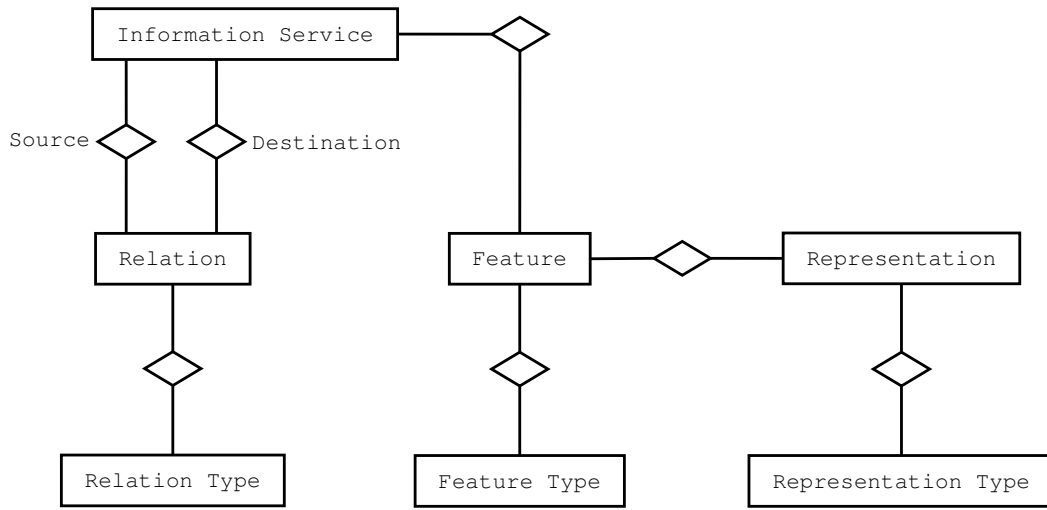 Information Service
Source
Destination
Relation
Feature
Representation
Relation Type
Feature Type
Representation Type